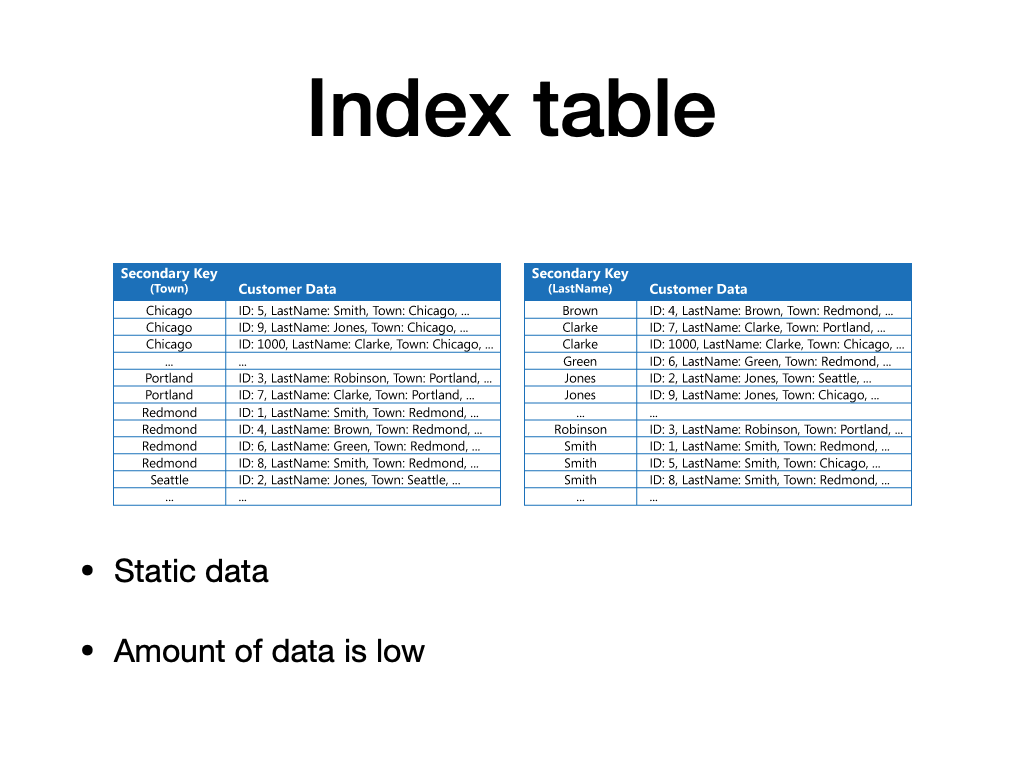 Index table
Secondary Key (Town) Customer Data
Chicago ID: 5, LastName: Smith, Town: Chicago, ...
Chicago ID: 9, LastName: Jones, Town: Chicago, ...
Chicago ID: 1000, LastName: Clarke, Town: Chicago, ...
... ...
Portland ID: 3, LastName: Robinson, Town: Portland, ...
Portland ID: 7, LastName: Clarke, Town: Portland, ...
Redmond ID: 1, LastName: Smith, Town: Redmond, ...
Redmond ID: 4, LastName: Brown, Town: Redmond, ...
Redmond ID: 6, LastName: Green, Town: Redmond, ...
Redmond ID: 8, LastName: Smith, Town: Redmond, ...
Seattle ID: 2, LastName: Jones, Town: Seattle, ...
... ...
Secondary Key (LastName) Customer Data
Brown ID: 4, LastName: Brown, Town: Redmond, ...
Clarke ID: 7, LastName: Clarke, Town: Portland, ...
Clarke ID: 1000, LastName: Clarke, Town: Chicago, ...
Green ID: 6, LastName: Green, Town: Redmond, ...
Jones ID: 2, LastName: Jones, Town: Seattle, ...
Jones ID: 9, LastName: Jones, Town: Chicago, ...
... ...
Robinson ID: 3, LastName: Robinson, Town: Portland, ...
Smith ID: 1, LastName: Smith, Town: Redmond, ...
Smith ID: 5, LastName: Smith, Town: Chicago, ...
Smith ID: 8, LastName: Smith, Town: Redmond, ...
... ...
• Static data
• Amount of data is low